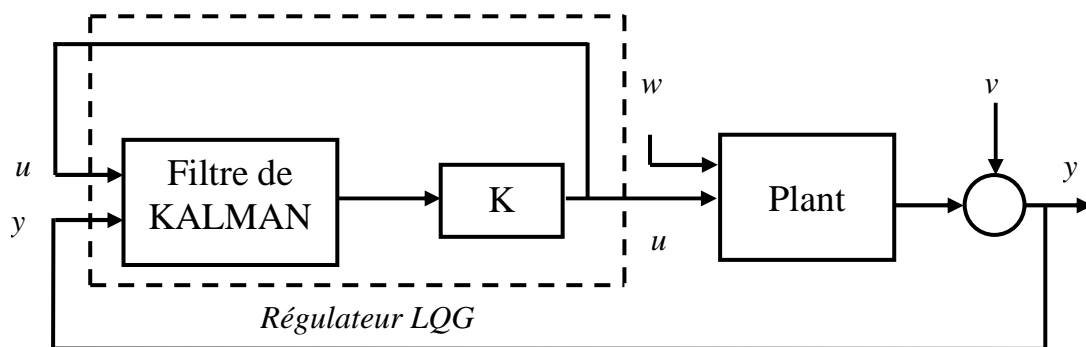 w
v
u
Filtre de
KALMAN
K
Plant
y
y
u
Régulateur LQG